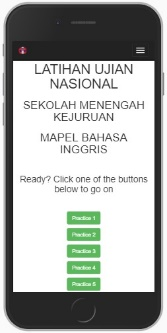 LATIHAN UJIAN
NASIONAL
SEKOLAH MENENGAH
KEJURUAN
MAPEL BAHASA
INGGRIS
Ready? Click one of the buttons
below to go on
Practice 1
Practice 2
Practice 3
Practice 4
Practice 5